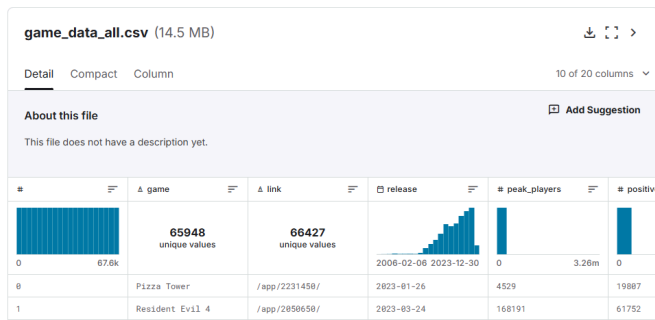 game_data_all.csv (14.5 MB)
Detail Compact Column 10 of 20 columns
About this file
Add Suggestion
This file does not have a description yet.
# game link release # peak_players # positiv
65948 unique values
66427 unique values
0 67.6k 2006-02-06 2023-12-30 0 3.26m 0
0 Pizza Tower /app/2231450/ 2023-01-26 4529 19807
1 Resident Evil 4 /app/2050650/ 2023-03-24 168191 61752